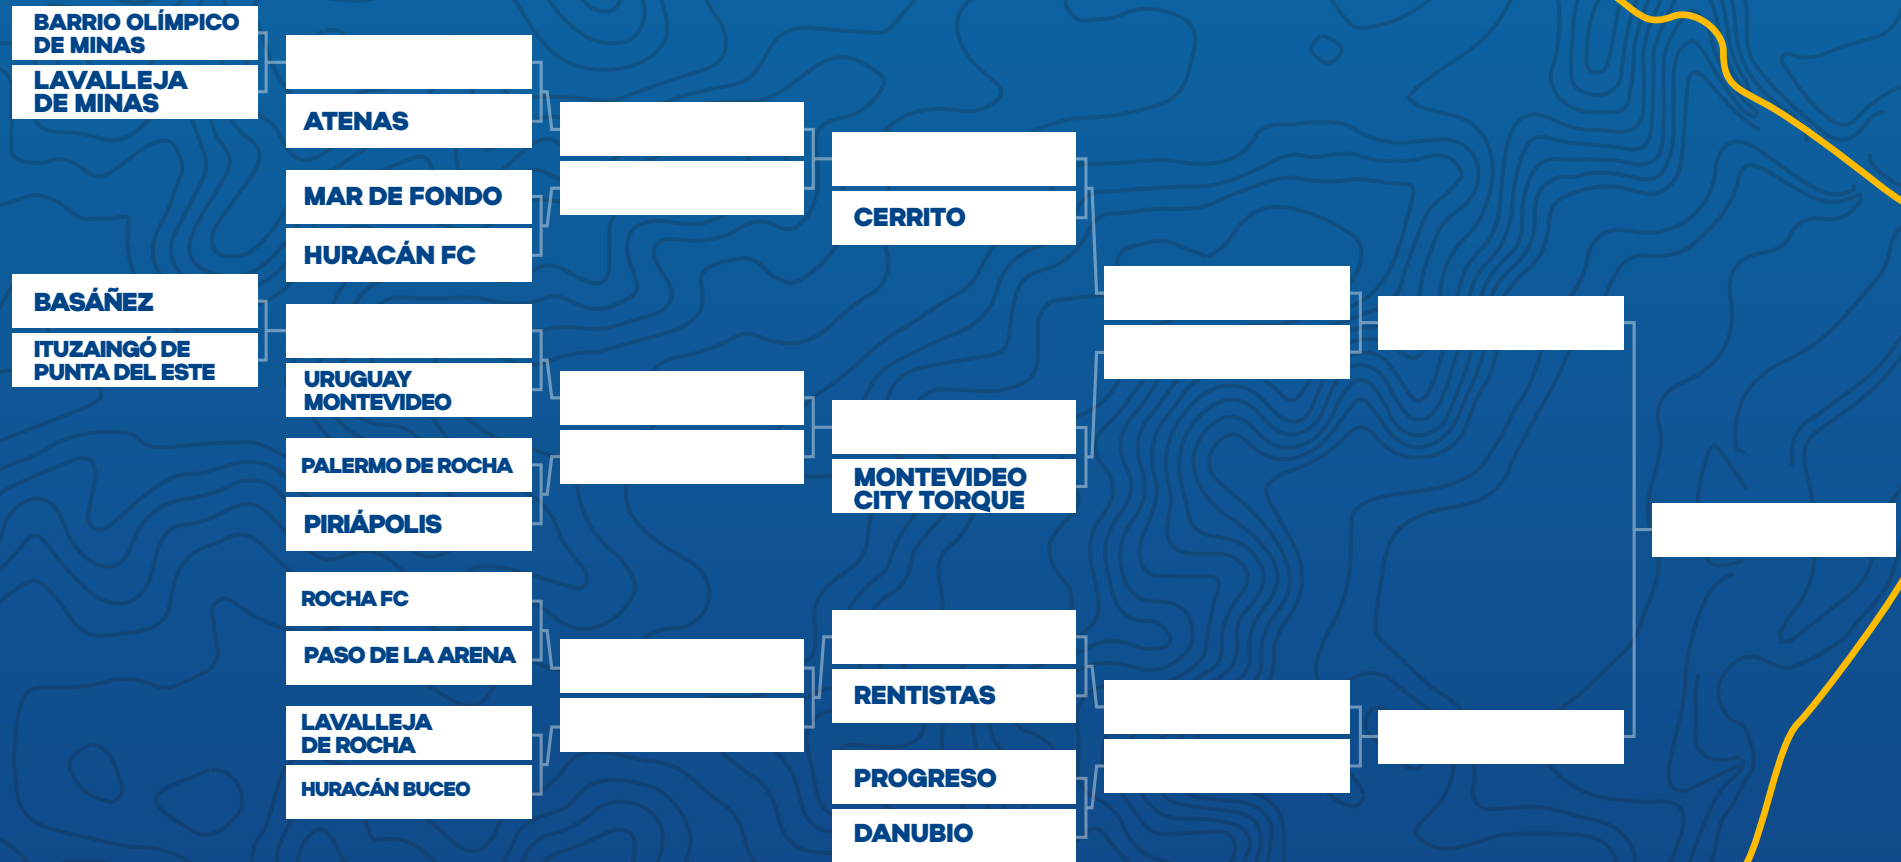 BARRIO OLÍMPICO
DE MINAS
LAVALLEJA
DE MINAS
ATENAS
MAR DE FONDO
HURACÁN FC
BASÁÑEZ
ITUZAINGÓ DE
PUNTA DEL ESTE
URUGUAY
MONTEVIDEO
PALERMO DE ROCHA
PIRIÁPOLIS
ROCHA FC
PASO DE LA ARENA
LAVALLEJA
DE ROCHA
HURACÁN BUCEO
CERRITO
MONTEVIDEO
CITY TORQUE
RENTISTAS
PROGRESO
DANUBIO